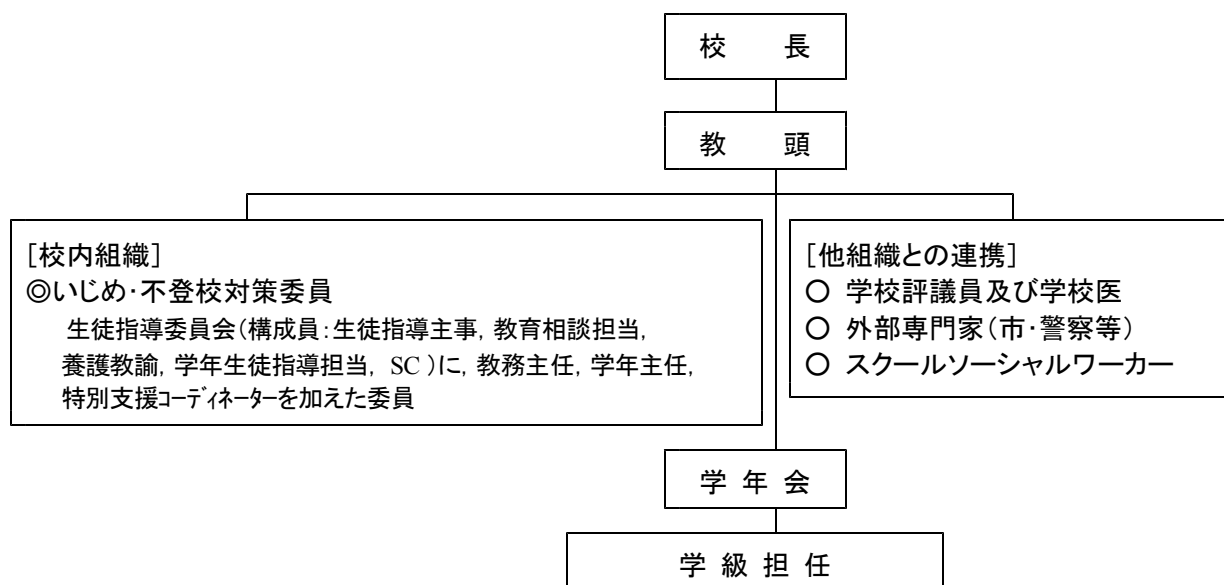 校　　長
教　　頭
[校内組織]
◎いじめ・不登校対策委員
生徒指導委員会(構成員:生徒指導主事, 教育相談担当,
養護教諭, 学年生徒指導担当, SC )に, 教務主任, 学年主任,
特別支援ｺｰﾃﾞｨﾈｰﾀｰを加えた委員
[他組織との連携]
○ 学校評議員及び学校医
○ 外部専門家(市・警察等)
○ スクールソーシャルワーカー
学 年 会
学 級 担 任